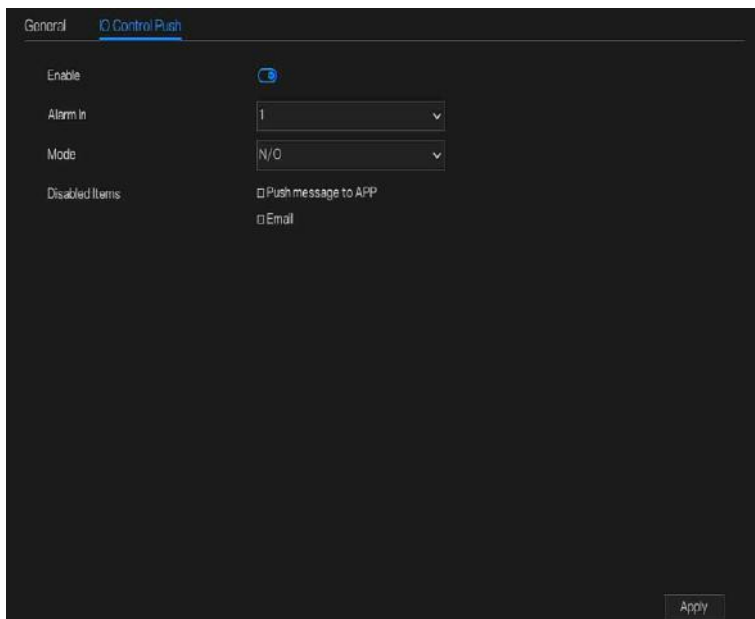 General IO Control Push
Enable
Alarm In 1
Mode N/O
Disabled Items Push message to APP
Email
Apply